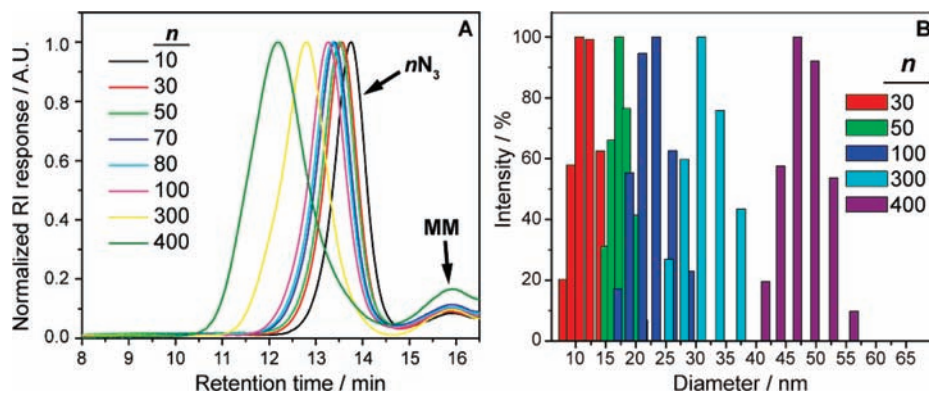 A
n
10
30
50
70
80
100
300
400
nN₃
MM
Normalized RI response / A.U.
1.0
0.8
0.6
0.4
0.2
0.0
8 9 10 11 12 13 14 15 16
Retention time / min
B
n
30
50
100
300
400
Intensity / %
100
80
60
40
20
0
10 15 20 25 30 35 40 45 50 55 60 65
Diameter / nm